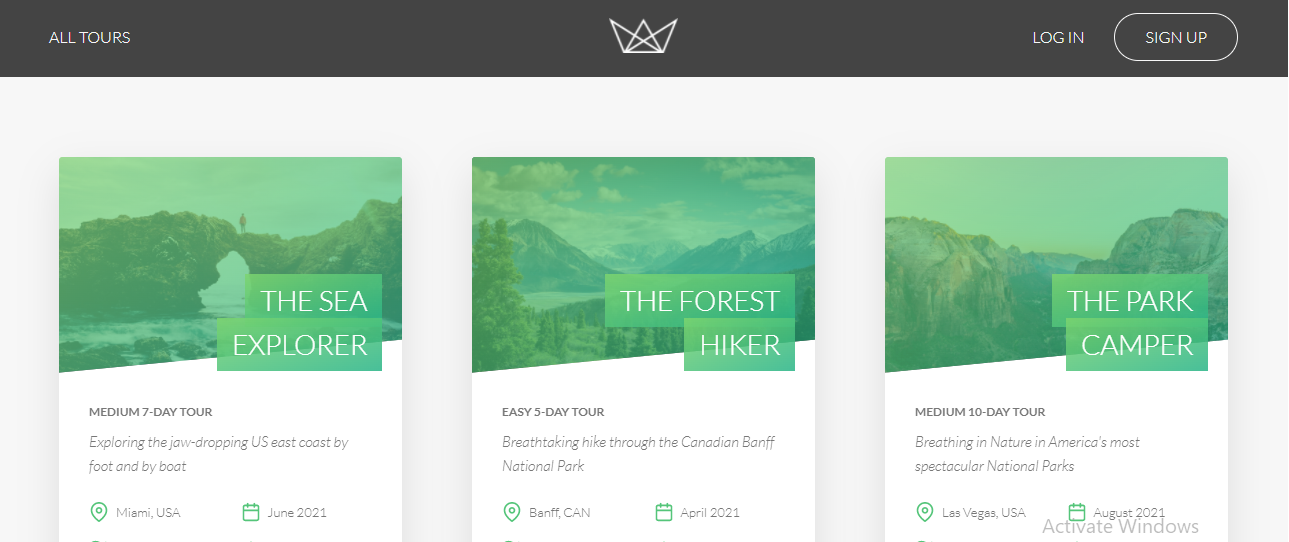 ALL TOURS
LOG IN
SIGN UP
THE SEA
EXPLORER
MEDIUM 7-DAY TOUR
Exploring the jaw-dropping US east coast by
foot and by boat
Miami, USA
June 2021
THE FOREST
HIKER
EASY 5-DAY TOUR
Breathtaking hike through the Canadian Banff
National Park
Banff, CAN
April 2021
THE PARK
CAMPER
MEDIUM 10-DAY TOUR
Breathing in Nature in America's most
spectacular National Parks
Las Vegas, USA
August 2021
Activate Windows